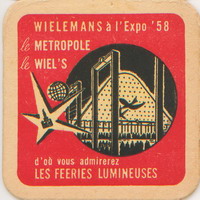 WIELEMANS à l'Expo '58
le METROPOLE
le WIEL'S
d'où vous admirerez
LES FEERIES LUMINEUSES